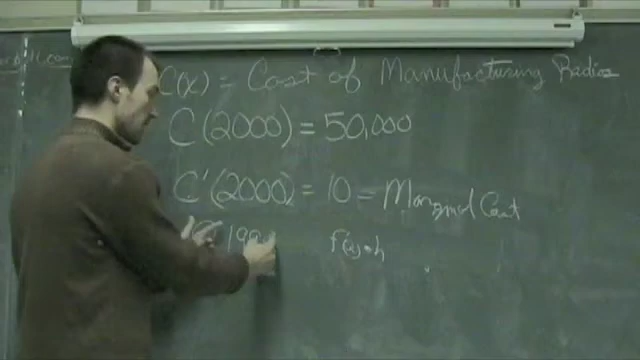 C(x) = Cost of Manufacturing Radios
C(2000) = 50,000
C'(2000) = 10 = Marginal Cost